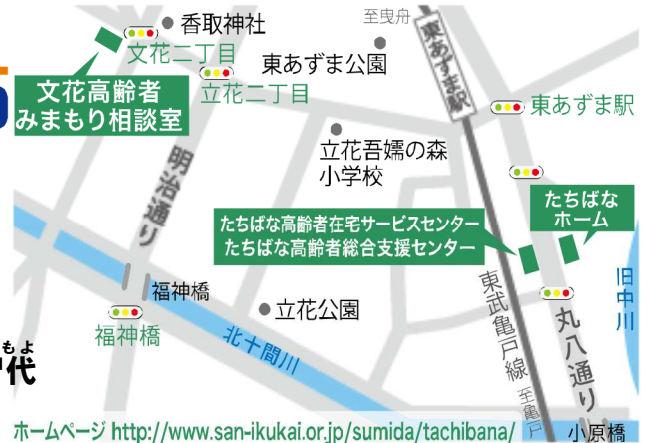 至曳舟
香取神社
文花二丁目
東あずま公園
東あずま駅
立花二丁目
東あずま駅
文花高齢者
みまもり相談室
立花吾嬬の森
小学校
明治通り
たちばな
ホーム
たちばな高齢者在宅サービスセンター
たちばな高齢者総合支援センター
旧中川
福神橋
東武亀戸線
立花公園
丸八通り
福神橋
北十間川
もよ
代
至亀戸
小原橋
ホームページ http://www.san-ikukai.or.jp/sumida/tachibana/